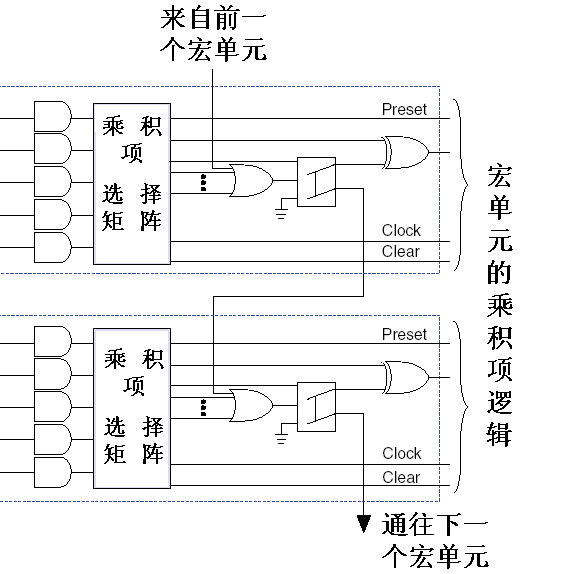 来自前一
个宏单元
乘 积
项
选 择
矩 阵
Preset
Clock
Clear
宏单元的乘积项逻辑
乘 积
项
选 择
矩 阵
Preset
Clock
Clear
通往下一
个宏单元